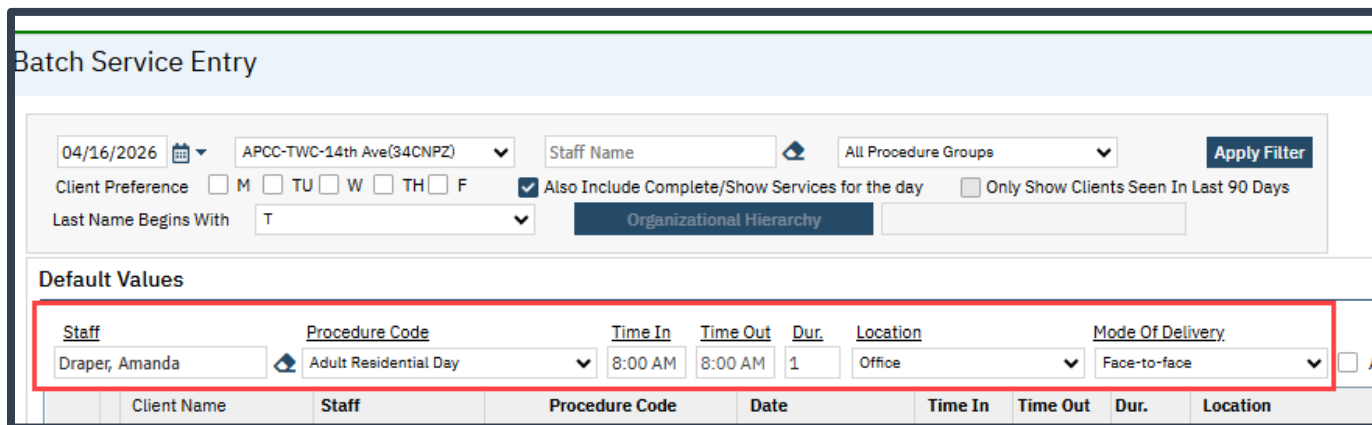 Batch Service Entry
04/16/2026 APCC-TWC-14th Ave(34CNPZ) Staff Name All Procedure Groups Apply Filter
Client Preference M TU W TH F Also Include Complete/Show Services for the day Only Show Clients Seen In Last 90 Days
Last Name Begins With T Organizational Hierarchy
Default Values
Staff Procedure Code Time In Time Out Dur. Location Mode Of Delivery
Draper, Amanda Adult Residential Day 8:00 AM 8:00 AM 1 Office Face-to-face
Client Name Staff Procedure Code Date Time In Time Out Dur. Location